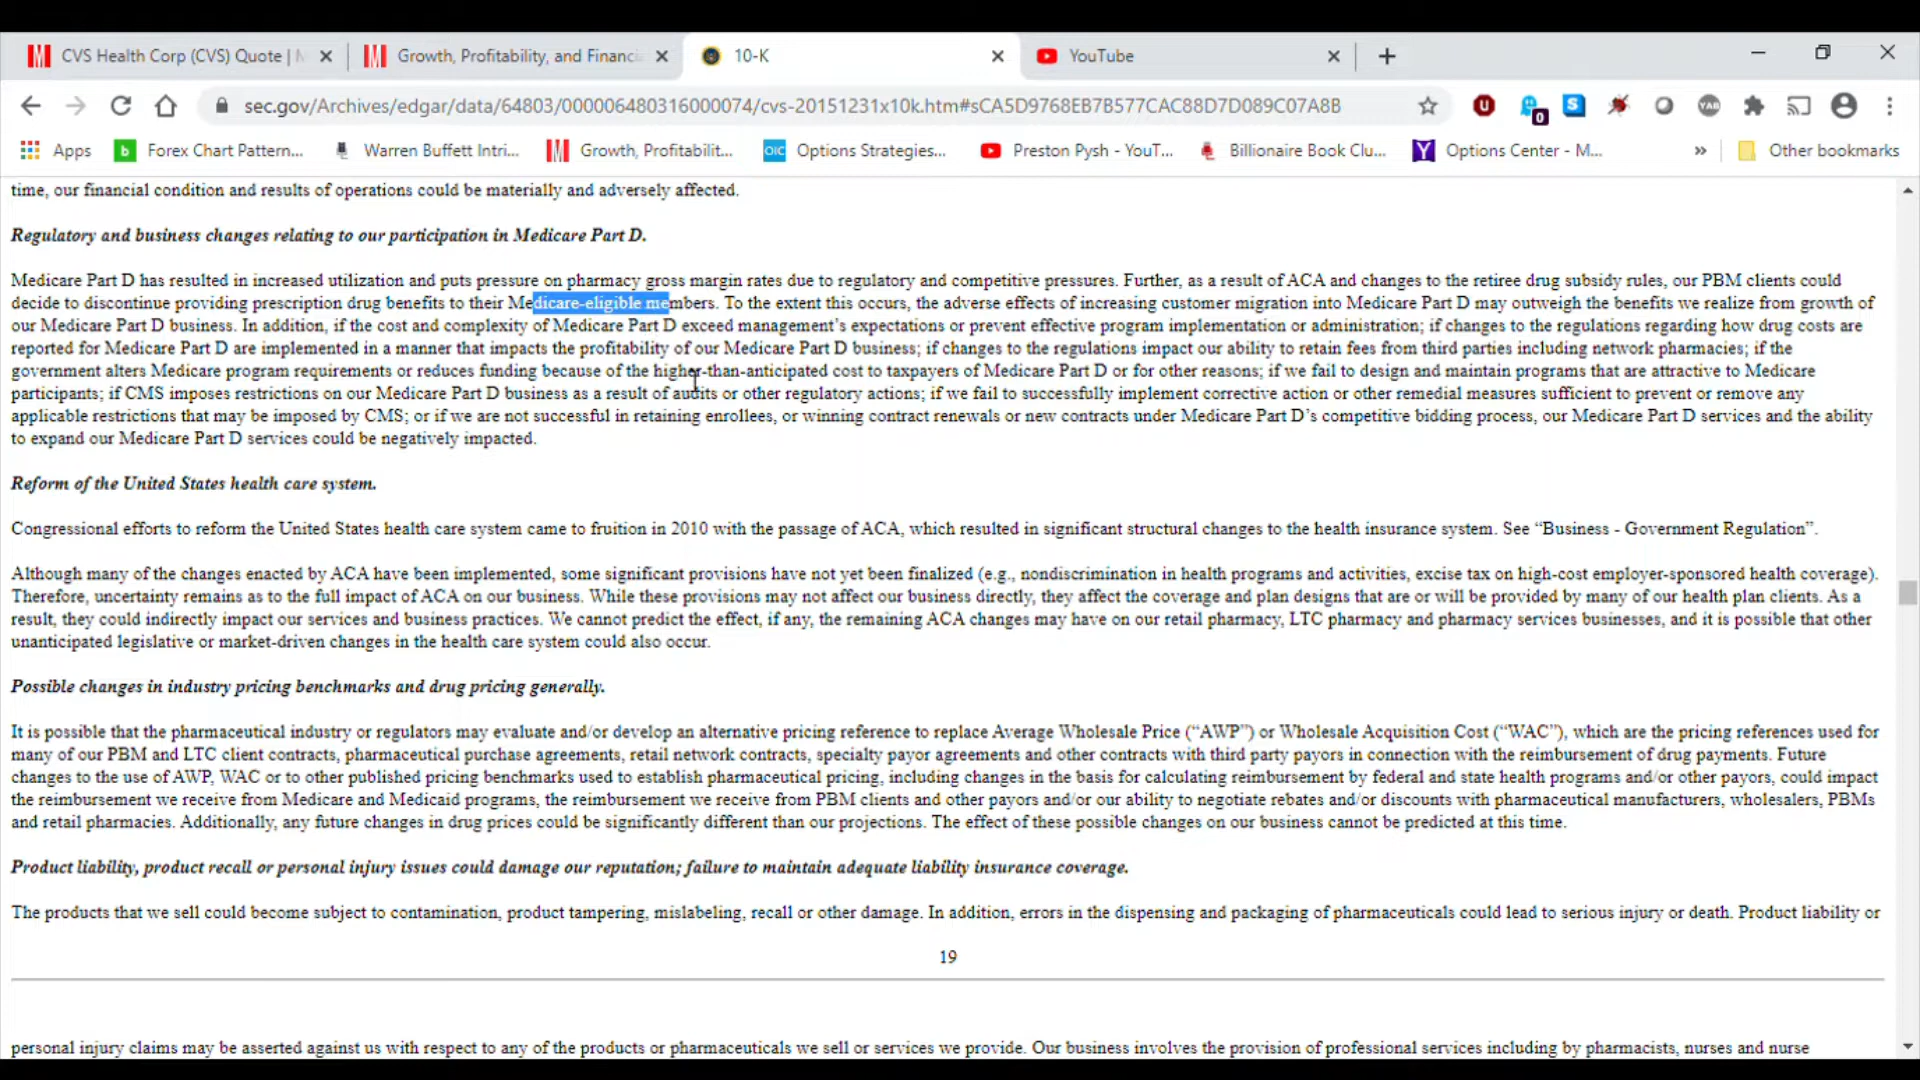 CVS Health Corp (CVS) Quote |
Growth, Profitability, and Financi
10-K
YouTube
sec.gov/Archives/edgar/data/64803/000006480316000074/cvs-20151231x10k.htm#sCA5D9768EB7B577CAC88D7D089C07A8B
0
YAB
Apps
Forex Chart Pattern...
Warren Buffett Intri...
Growth, Profitabilit...
OIC
Options Strategies...
Preston Pysh - YouT...
Billionaire Book Clu...
Options Center - M...
Other bookmarks
time, our financial condition and results of operations could be materially and adversely affected.
Regulatory and business changes relating to our participation in Medicare Part D.
Medicare Part D has resulted in increased utilization and puts pressure on pharmacy gross margin rates due to regulatory and competitive pressures. Further, as a result of ACA and changes to the retiree drug subsidy rules, our PBM clients could
decide to discontinue providing prescription drug benefits to their Medicare-eligible members. To the extent this occurs, the adverse effects of increasing customer migration into Medicare Part D may outweigh the benefits we realize from growth of
our Medicare Part D business. In addition, if the cost and complexity of Medicare Part D exceed management's expectations or prevent effective program implementation or administration; if changes to the regulations regarding how drug costs are
reported for Medicare Part D are implemented in a manner that impacts the profitability of our Medicare Part D business; if changes to the regulations impact our ability to retain fees from third parties including network pharmacies; if the
government alters Medicare program requirements or reduces funding because of the higher-than-anticipated cost to taxpayers of Medicare Part D or for other reasons; if we fail to design and maintain programs that are attractive to Medicare
participants; if CMS imposes restrictions on our Medicare Part D business as a result of audits or other regulatory actions; if we fail to successfully implement corrective action or other remedial measures sufficient to prevent or remove any
applicable restrictions that may be imposed by CMS; or if we are not successful in retaining enrollees, or winning contract renewals or new contracts under Medicare Part D's competitive bidding process, our Medicare Part D services and the ability
to expand our Medicare Part D services could be negatively impacted.
Reform of the United States health care system.
Congressional efforts to reform the United States health care system came to fruition in 2010 with the passage of ACA, which resulted in significant structural changes to the health insurance system. See “Business - Government Regulation”.
Although many of the changes enacted by ACA have been implemented, some significant provisions have not yet been finalized (e.g., nondiscrimination in health programs and activities, excise tax on high-cost employer-sponsored health coverage).
Therefore, uncertainty remains as to the full impact of ACA on our business. While these provisions may not affect our business directly, they affect the coverage and plan designs that are or will be provided by many of our health plan clients. As a
result, they could indirectly impact our services and business practices. We cannot predict the effect, if any, the remaining ACA changes may have on our retail pharmacy, LTC pharmacy and pharmacy services businesses, and it is possible that other
unanticipated legislative or market-driven changes in the health care system could also occur.
Possible changes in industry pricing benchmarks and drug pricing generally.
It is possible that the pharmaceutical industry or regulators may evaluate and/or develop an alternative pricing reference to replace Average Wholesale Price (“AWP”) or Wholesale Acquisition Cost (“WAC”), which are the pricing references used for
many of our PBM and LTC client contracts, pharmaceutical purchase agreements, retail network contracts, specialty payor agreements and other contracts with third party payors in connection with the reimbursement of drug payments. Future
changes to the use of AWP, WAC or to other published pricing benchmarks used to establish pharmaceutical pricing, including changes in the basis for calculating reimbursement by federal and state health programs and/or other payors, could impact
the reimbursement we receive from Medicare and Medicaid programs, the reimbursement we receive from PBM clients and other payors and/or our ability to negotiate rebates and/or discounts with pharmaceutical manufacturers, wholesalers, PBMs
and retail pharmacies. Additionally, any future changes in drug prices could be significantly different than our projections. The effect of these possible changes on our business cannot be predicted at this time.
Product liability, product recall or personal injury issues could damage our reputation; failure to maintain adequate liability insurance coverage.
The products that we sell could become subject to contamination, product tampering, mislabeling, recall or other damage. In addition, errors in the dispensing and packaging of pharmaceuticals could lead to serious injury or death. Product liability or
19
personal injury claims may be asserted against us with respect to any of the products or pharmaceuticals we sell or services we provide. Our business involves the provision of professional services including by pharmacists, nurses and nurse